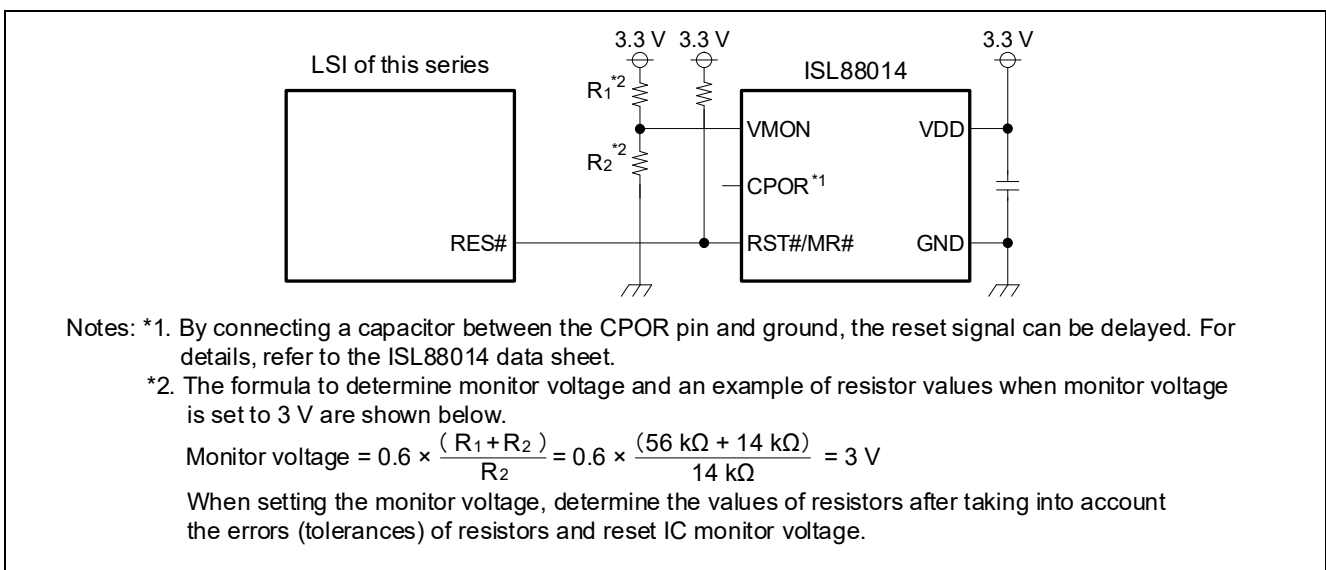 3.3 V 3.3 V 3.3 V
LSI of this series
ISL88014
R1*2
VMON
VDD
R2*2
CPOR*1
RES#
RST#/MR#
GND
Notes: *1. By connecting a capacitor between the CPOR pin and ground, the reset signal can be delayed. For
details, refer to the ISL88014 data sheet.
*2. The formula to determine monitor voltage and an example of resistor values when monitor voltage
is set to 3 V are shown below.
Monitor voltage = 0.6 × (R1+R2)/R2 = 0.6 × (56 kΩ + 14 kΩ)/14 kΩ = 3 V
When setting the monitor voltage, determine the values of resistors after taking into account
the errors (tolerances) of resistors and reset IC monitor voltage.